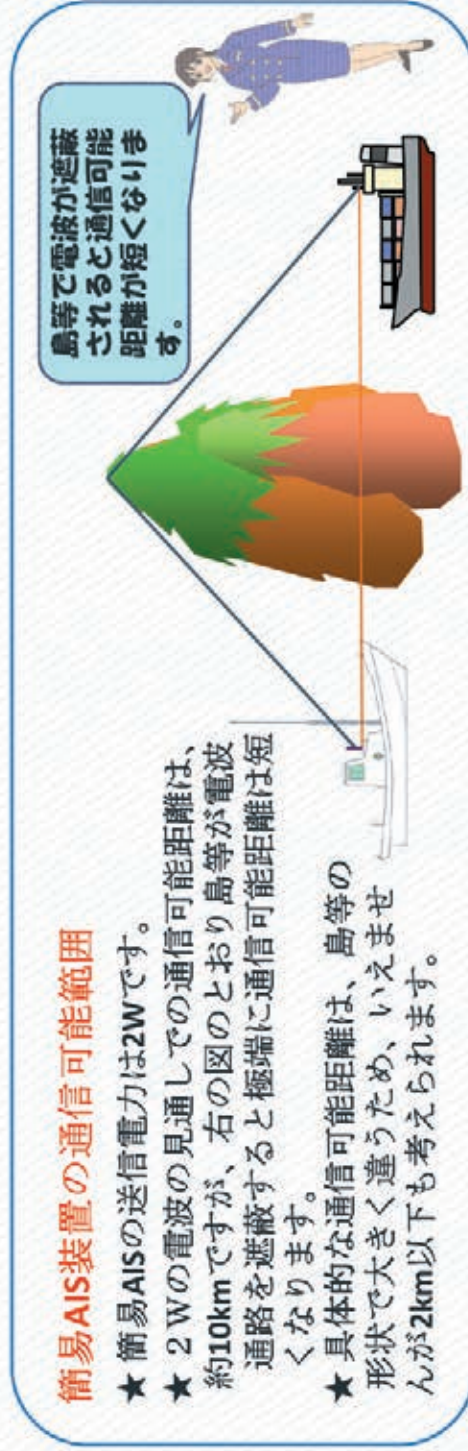 簡易AIS装置の通信可能範囲
★ 簡易AISの送信電力は2Wです。
★ 2Wの電波の見通しでの通信可能距離は、
約10kmですが、右の図のとおり島等が電波
通路を遮蔽すると極端に通信可能距離は短
くなります。
★ 具体的な通信可能距離は、島等の
形状で大きく違うため、いえませ
んが2km以下も考えられます。
島等で電波が遮蔽
されると通信可能
距離が短くなりま
す。